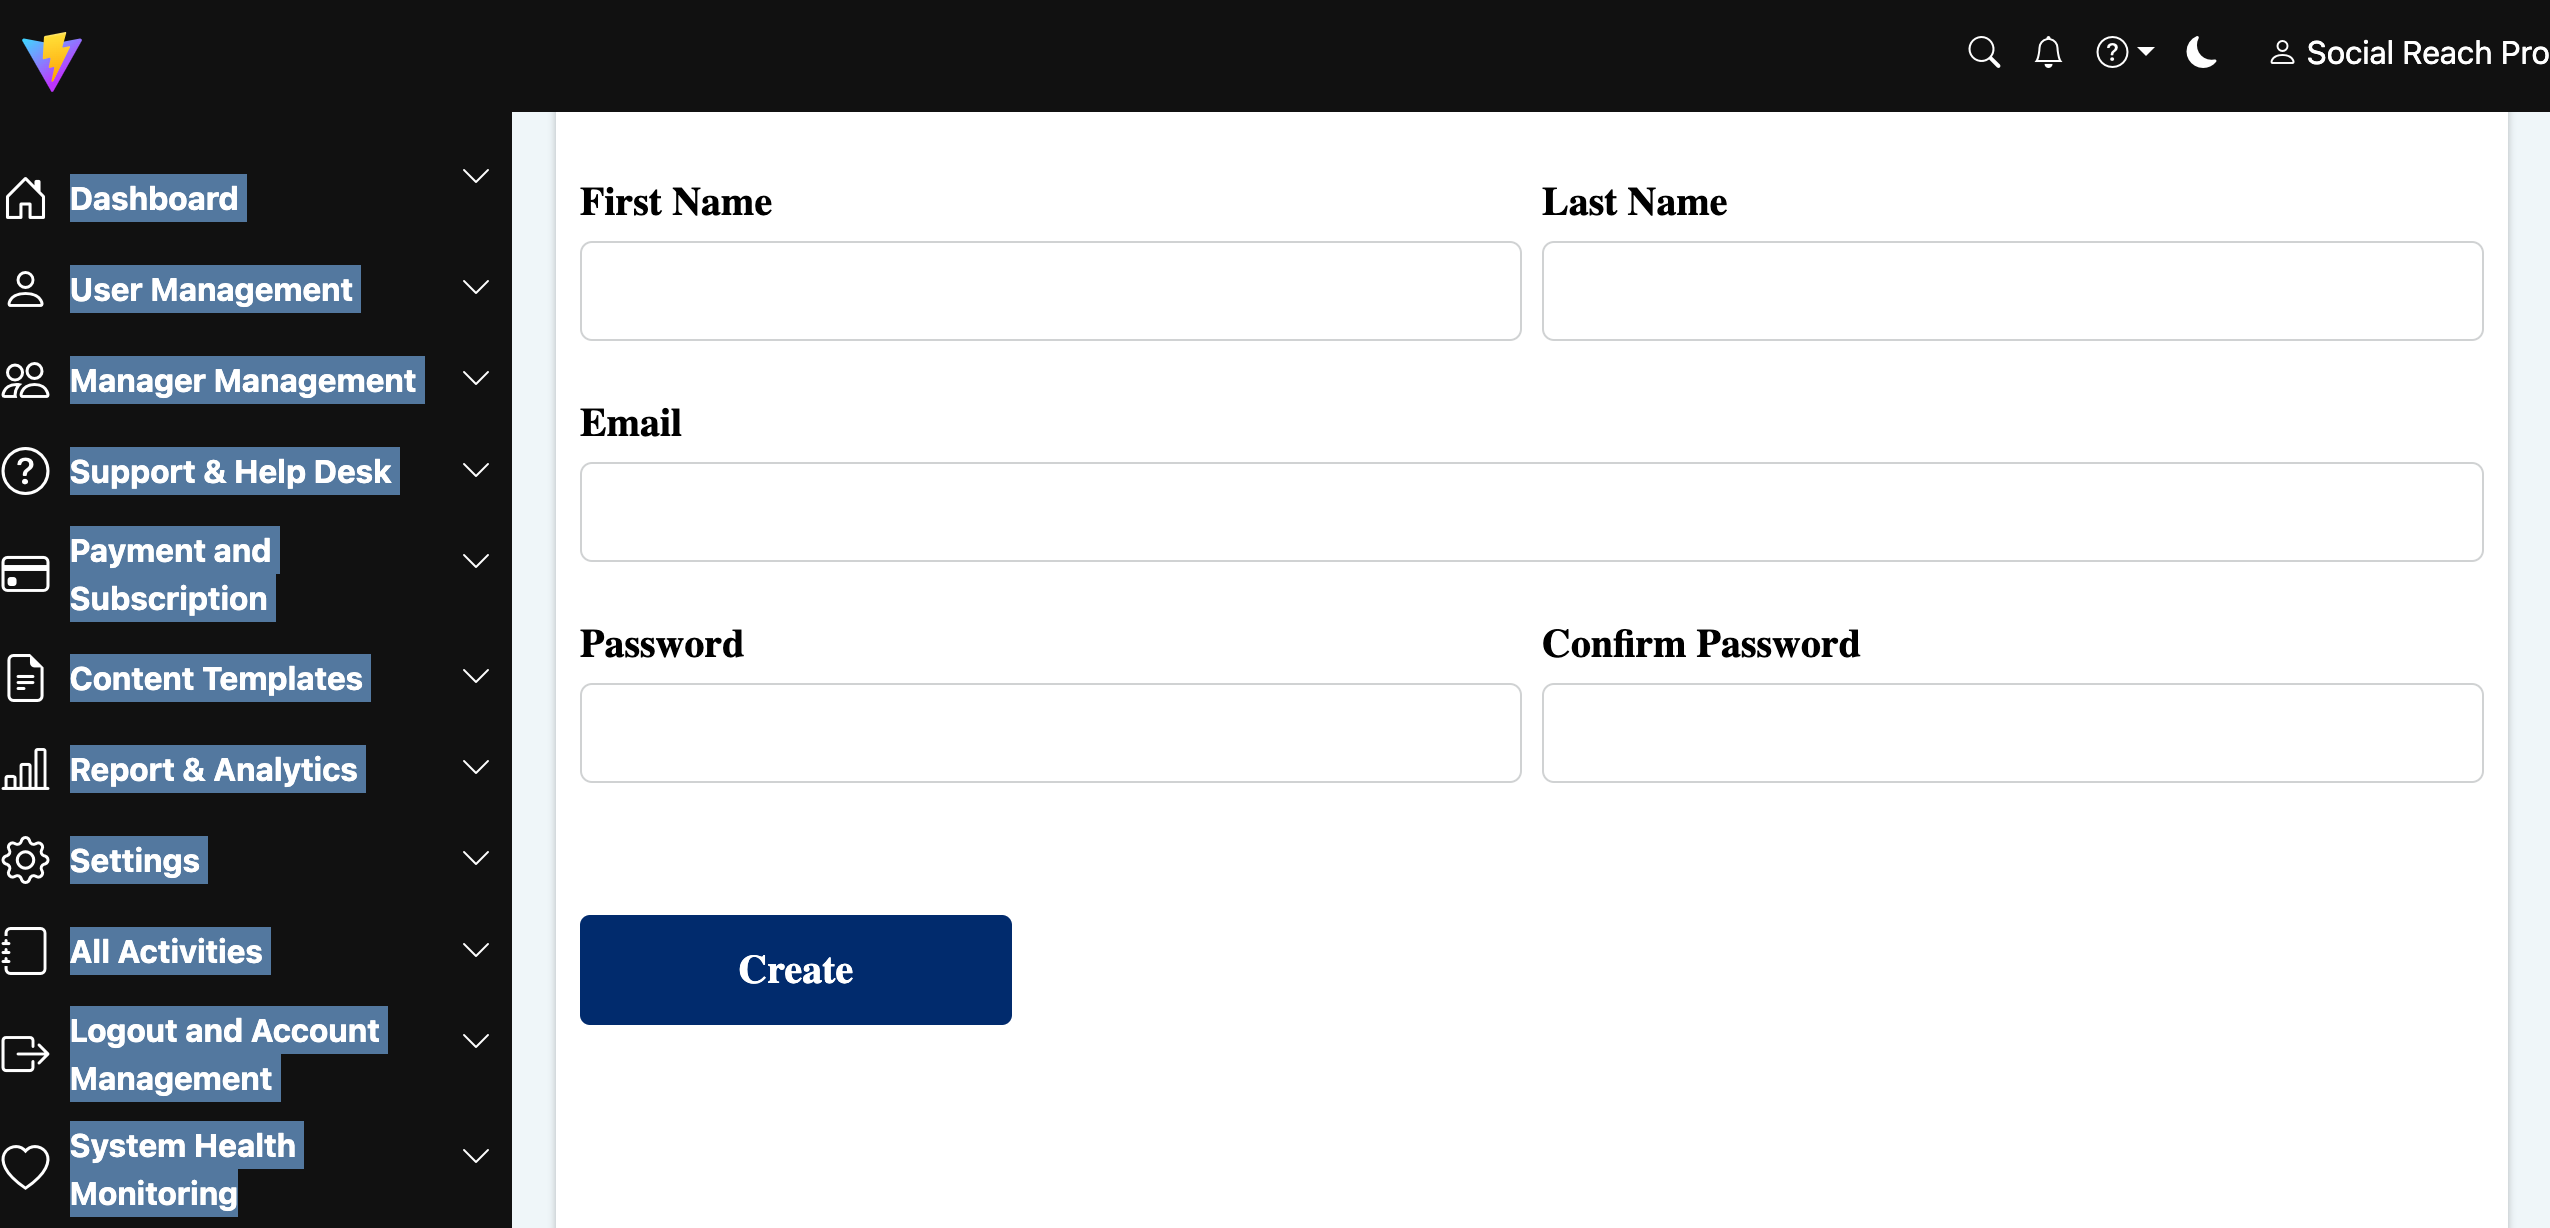 Social Reach Pro
Dashboard
User Management
Manager Management
Support & Help Desk
Payment and
Subscription
Content Templates
Report & Analytics
Settings
All Activities
Logout and Account
Management
System Health
Monitoring
First Name
Last Name
Email
Password
Confirm Password
Create